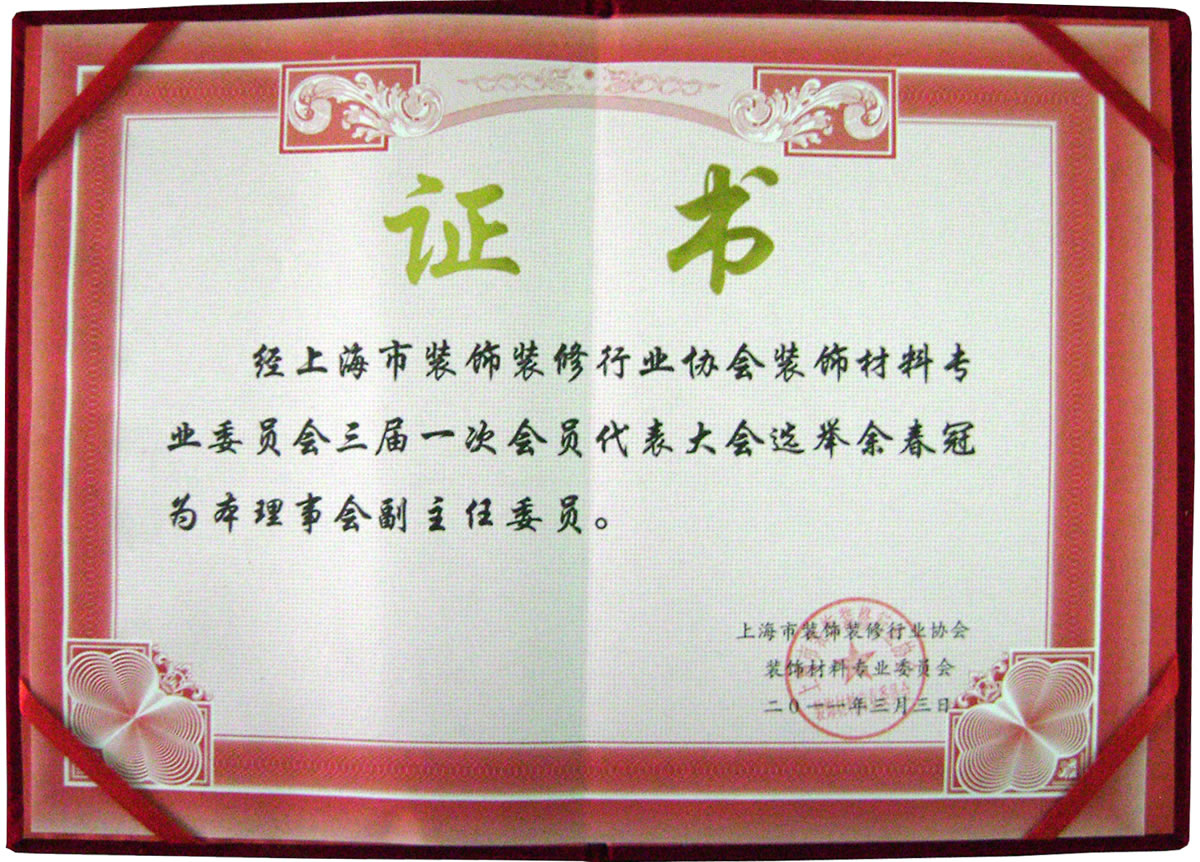 证 书
经上海市装饰装修行业协会装饰材料专
业委员会三届一次会员代表大会选举余春冠
为本理事会副主任委员。
上海市装饰装修行业协会
装饰材料专业委员会
二0一一年三月三日